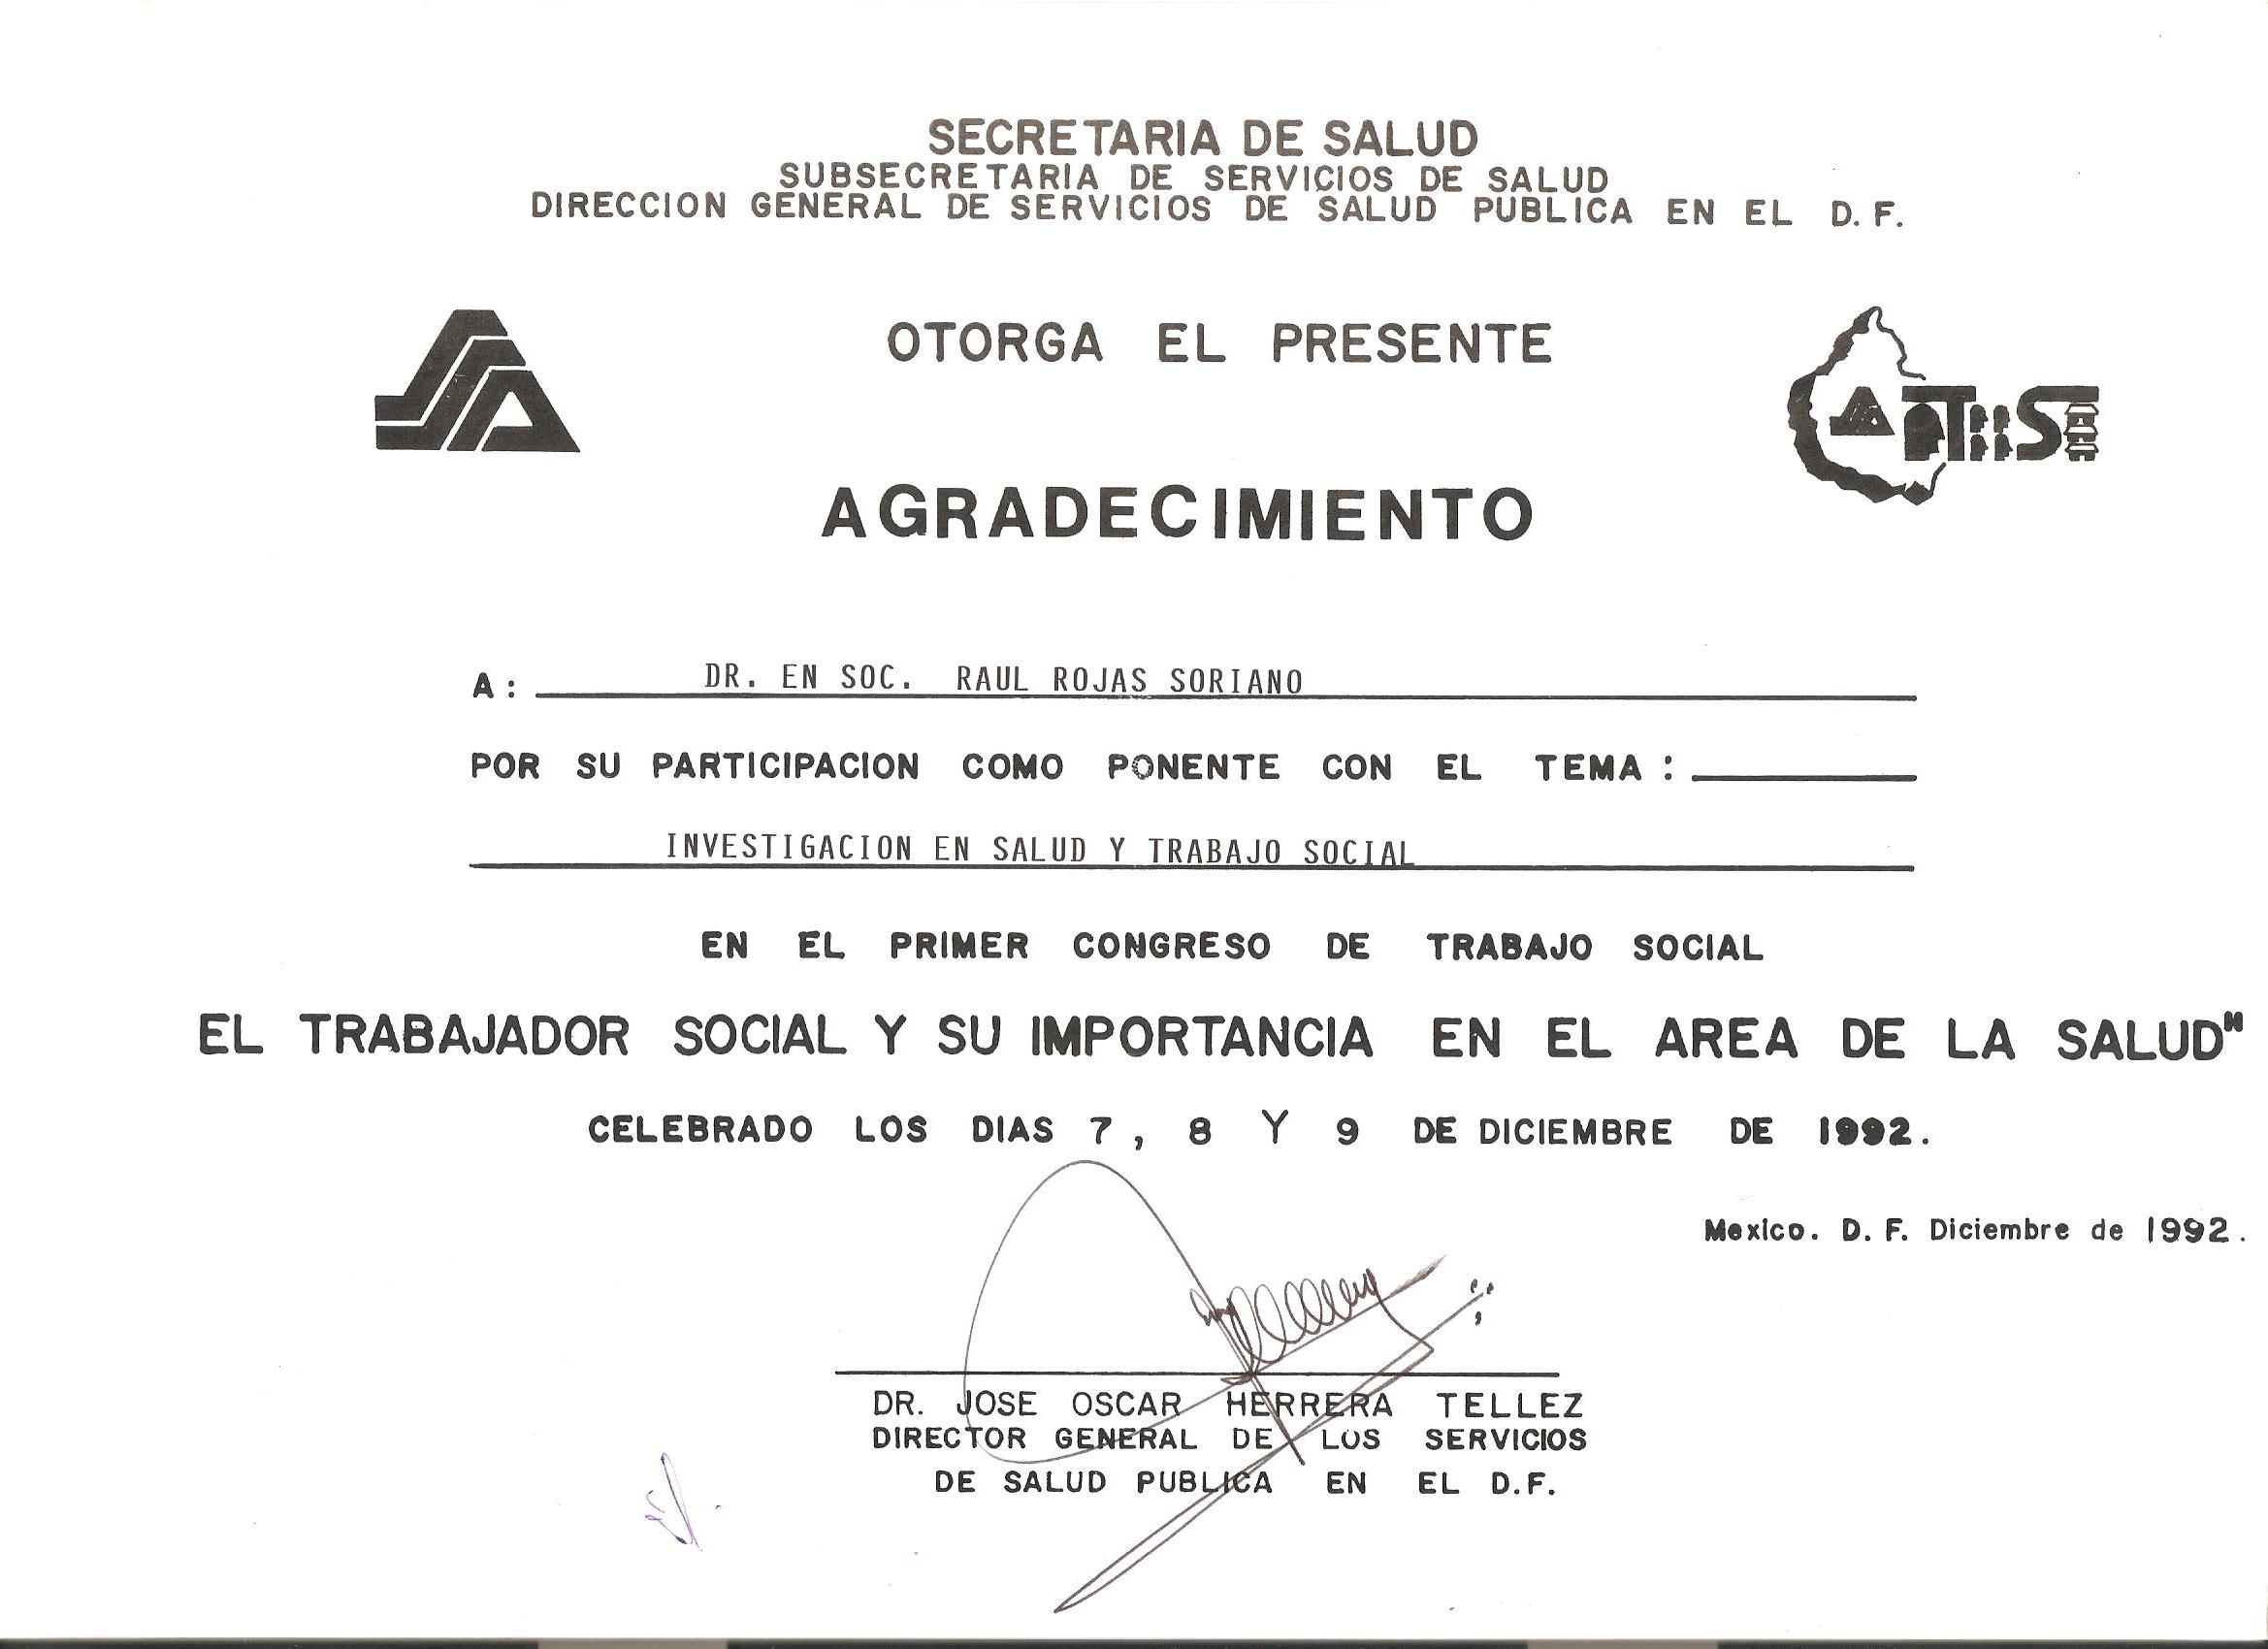 SECRETARIA DE SALUD
SUBSECRETARIA DE SERVICIOS DE SALUD
DIRECCION GENERAL DE SERVICIOS DE SALUD PUBLICA EN EL D.F.
OTORGA EL PRESENTE
AGRADECIMIENTO
A: DR. EN SOC. RAUL ROJAS SORIANO
POR SU PARTICIPACION COMO PONENTE CON EL TEMA:
INVESTIGACION EN SALUD Y TRABAJO SOCIAL
EN EL PRIMER CONGRESO DE TRABAJO SOCIAL
EL TRABAJADOR SOCIAL Y SU IMPORTANCIA EN EL AREA DE LA SALUD"
CELEBRADO LOS DIAS 7, 8 Y 9 DE DICIEMBRE DE 1992.
Mexico. D. F. Diciembre de 1992.
DR. JOSE OSCAR HERRERA TELLEZ
DIRECTOR GENERAL DE LOS SERVICIOS
DE SALUD PUBLICA EN EL D.F.